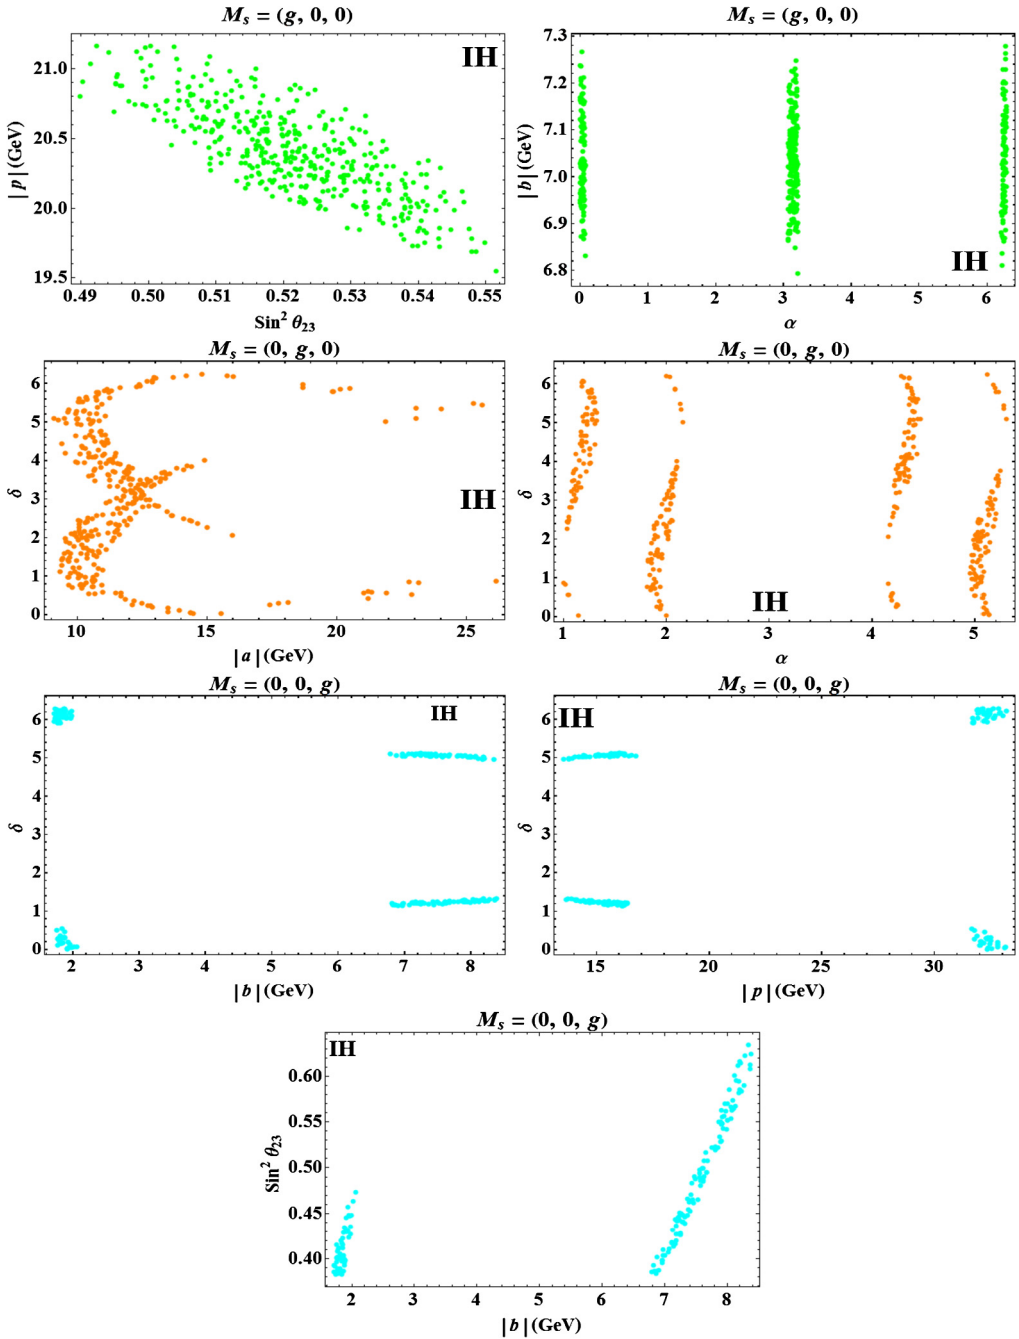 M_s = (g, 0, 0)
IH
|p|(GeV)
21.0
20.5
20.0
19.5
0.49 0.50 0.51 0.52 0.53 0.54 0.55
Sin² θ₂₃
M_s = (g, 0, 0)
IH
|b|(GeV)
7.3
7.2
7.1
7.0
6.9
6.8
0 1 2 3 4 5 6
α
M_s = (0, g, 0)
IH
δ
6
5
4
3
2
1
0
10 15 20 25
|a|(GeV)
M_s = (0, g, 0)
IH
δ
6
5
4
3
2
1
0
1 2 3 4 5
α
M_s = (0, 0, g)
IH
δ
6
5
4
3
2
1
0
2 3 4 5 6 7 8
|b|(GeV)
M_s = (0, 0, g)
IH
δ
6
5
4
3
2
1
0
15 20 25 30
|p|(GeV)
M_s = (0, 0, g)
IH
Sin² θ₂₃
0.60
0.55
0.50
0.45
0.40
2 3 4 5 6 7 8
|b|(GeV)